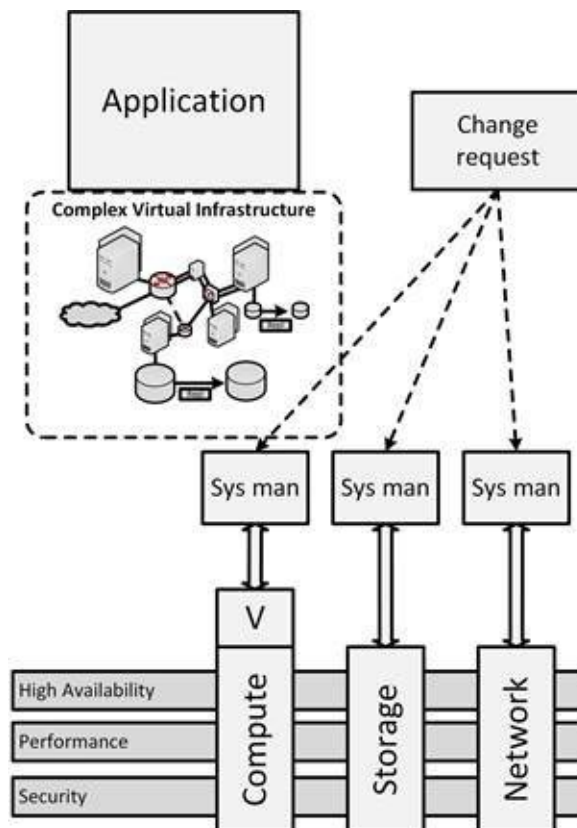 Application
Change
request
Complex Virtual Infrastructure
Sys man
Sys man
Sys man
V
Compute
Storage
Network
High Availability
Performance
Security